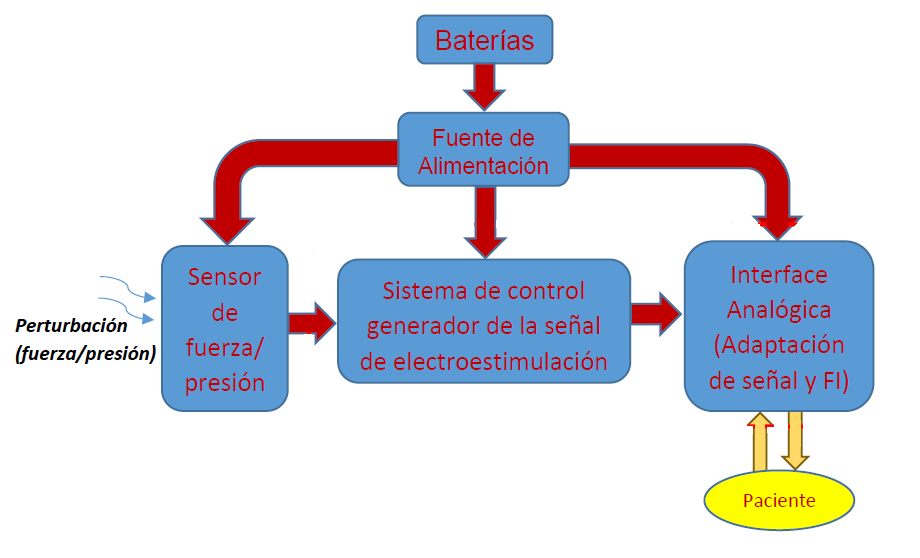 Baterías
Fuente de
Alimentación
Sensor
de
fuerza/
presión
Sistema de control
generador de la señal
de electroestimulación
Interface
Analógica
(Adaptación
de señal y FI)
Perturbación
(fuerza/presión)
Paciente